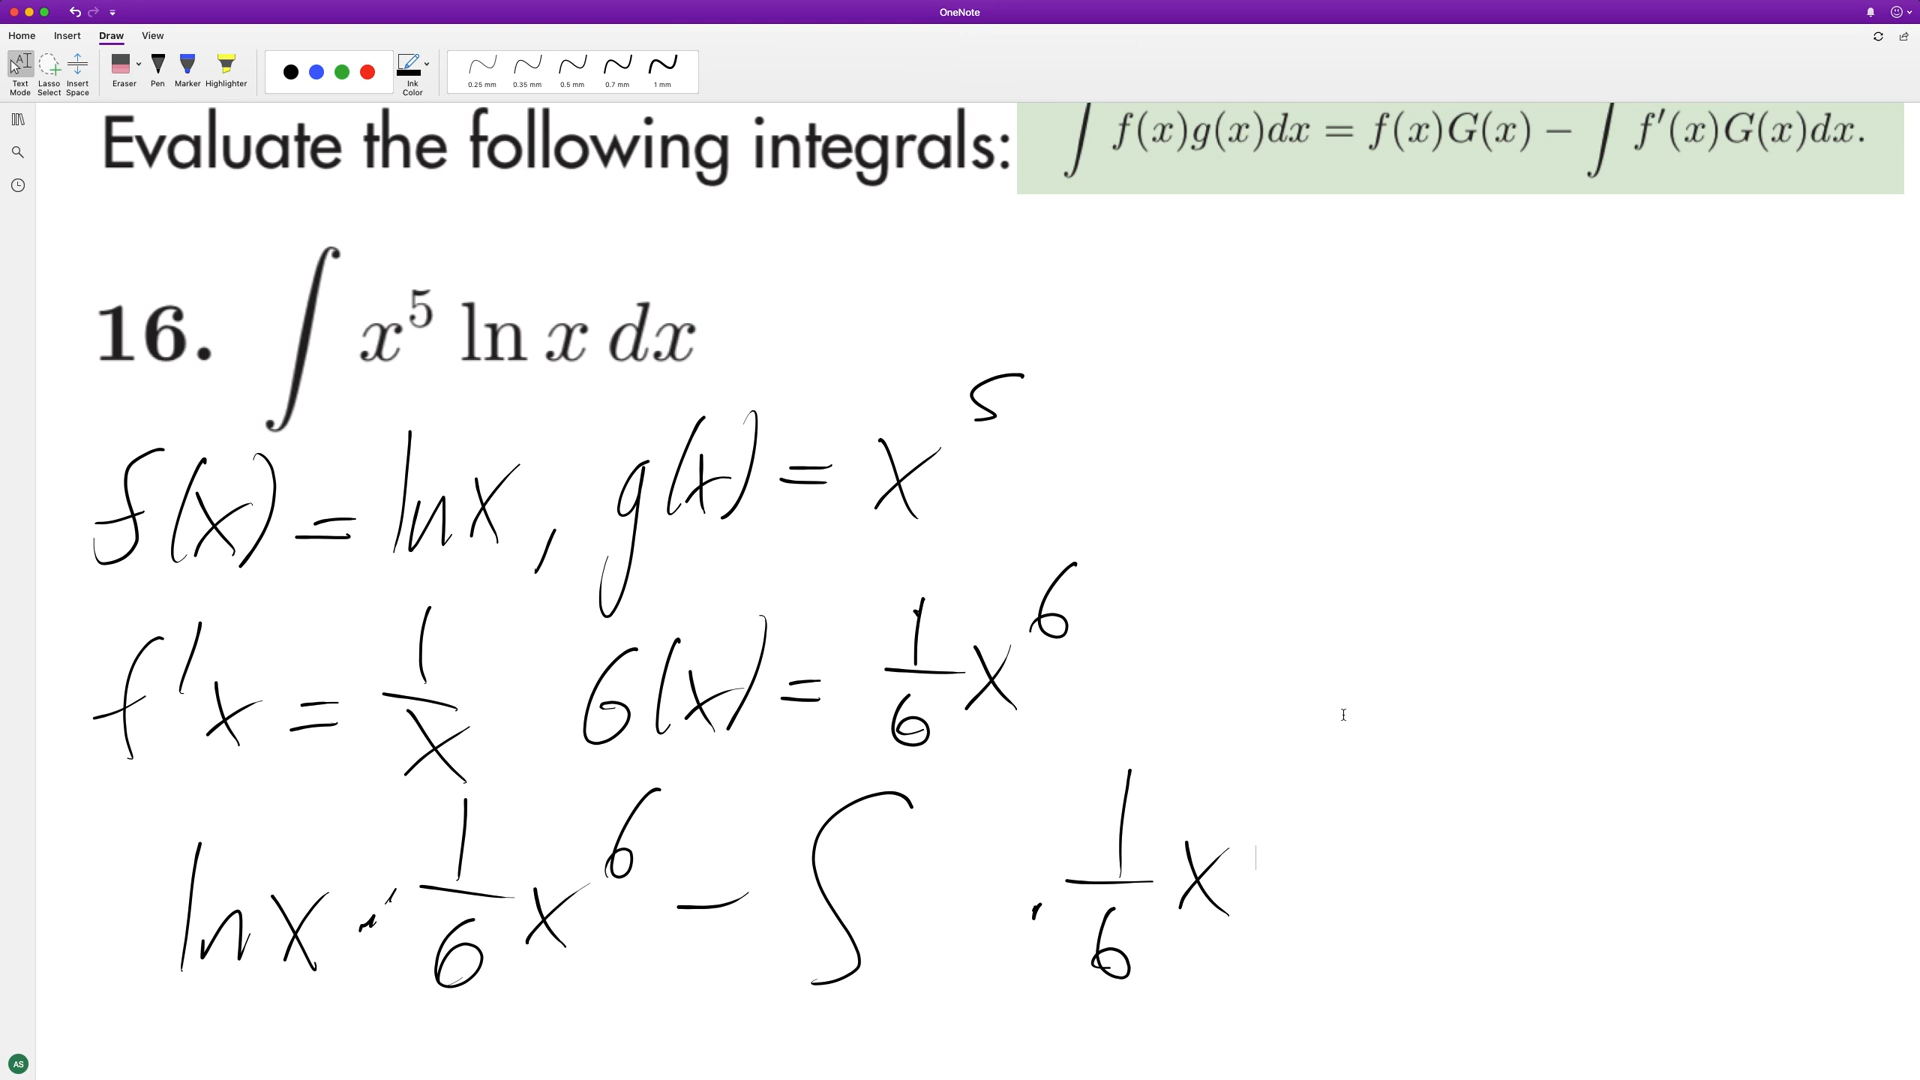 OneNote
Home Insert Draw View
Text Mode Lasso Select Insert Space Eraser Pen Marker Highlighter Ink Color 0.25 mm 0.35 mm 0.5 mm 0.7 mm 1 mm
Evaluate the following integrals: ∫ f(x)g(x)dx = f(x)G(x) − ∫ f′(x)G(x)dx.
16. ∫ x⁵ ln x dx
f(x) = ln x, g(x) = x⁵
f′x = 1/x G(x) = 1/6 x⁶
ln x · 1/6 x⁶ − ∫ · 1/6 x
AS